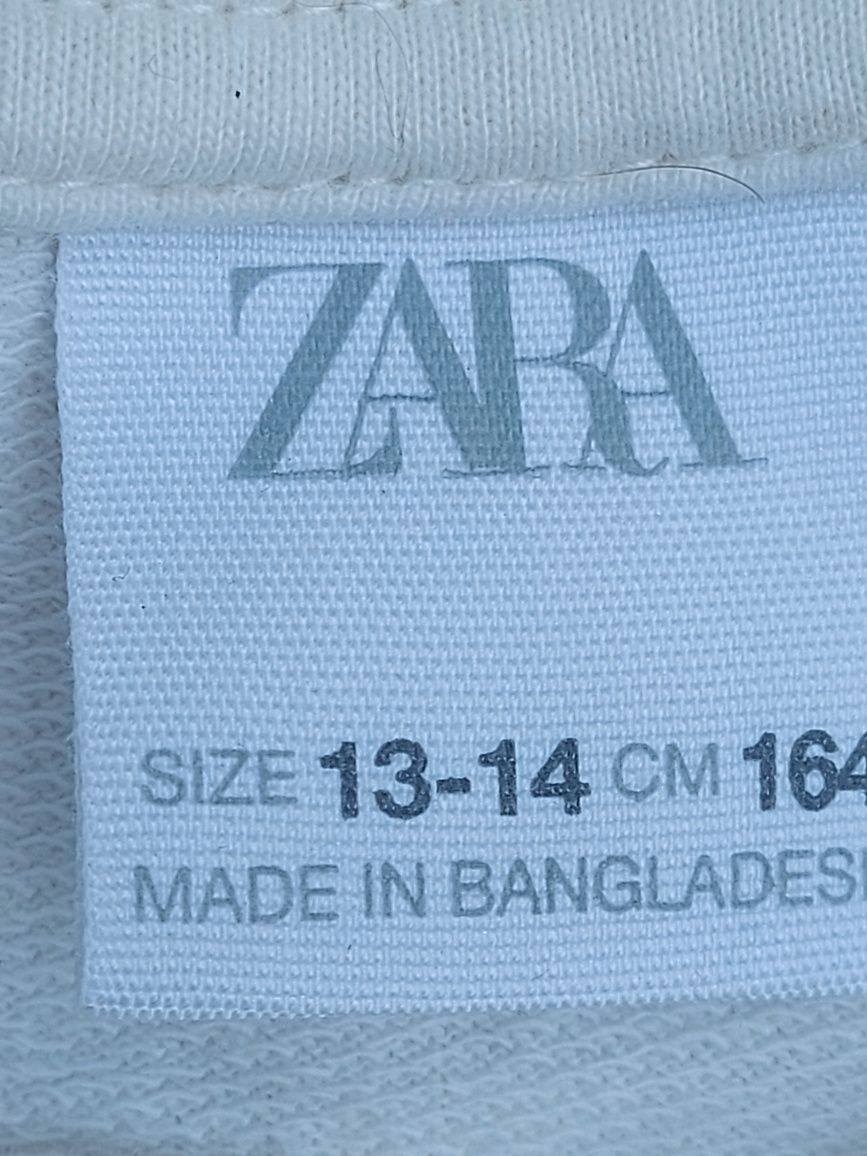 ZARA
SIZE 13-14 CM 164
MADE IN BANGLADES